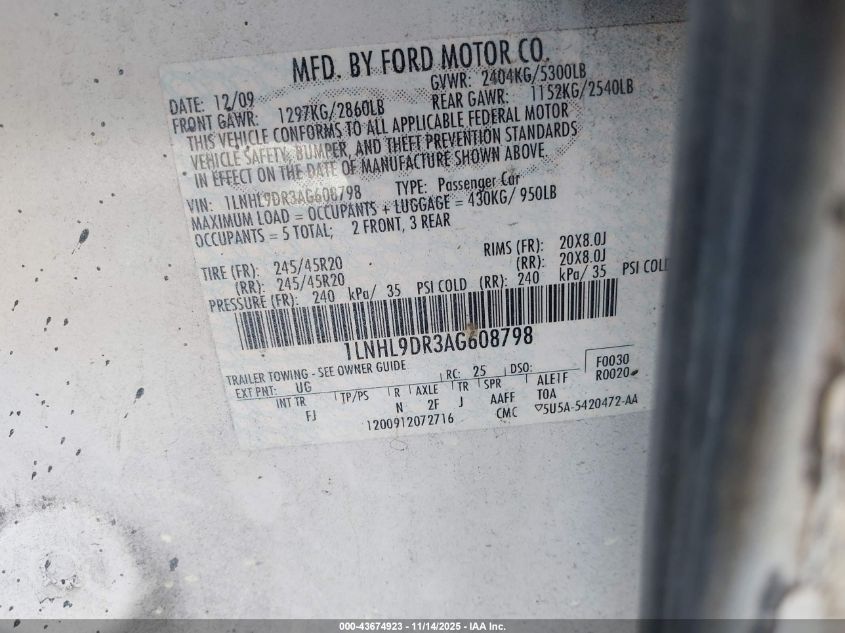 MFD. BY FORD MOTOR CO.
DATE: 12/09 GVWR: 2404KG/5300LB
FRONT GAWR: 1297KG/2860LB REAR GAWR: 1152KG/2540LB
THIS VEHICLE CONFORMS TO ALL APPLICABLE FEDERAL MOTOR
VEHICLE SAFETY, BUMPER, AND THEFT PREVENTION STANDARDS
IN EFFECT ON THE DATE OF MANUFACTURE SHOWN ABOVE.
VIN: 1LNHL9DR3AG608798 TYPE: Passenger Car
MAXIMUM LOAD = OCCUPANTS + LUGGAGE = 430KG/ 950LB
OCCUPANTS = 5 TOTAL; 2 FRONT, 3 REAR
TIRE (FR): 245/45R20 RIMS (FR): 20X8.0J
(RR): 245/45R20 (RR): 20X8.0J
PRESSURE (FR): 240 kPa/ 35 PSI COLD (RR): 240 kPa/ 35 PSI COLD
1LNHL9DR3AG608798
TRAILER TOWING - SEE OWNER GUIDE
EXT PNT: UG RC: 25 DSO: F0030
R0020
INT TR TP/PS R AXLE TR SPR ALE1F
FJ N 2F J AAFF T0A
1200912072716 CMC ▽5U5A-5420472-AA
000-43674923 - 11/14/2025 - IAA Inc.